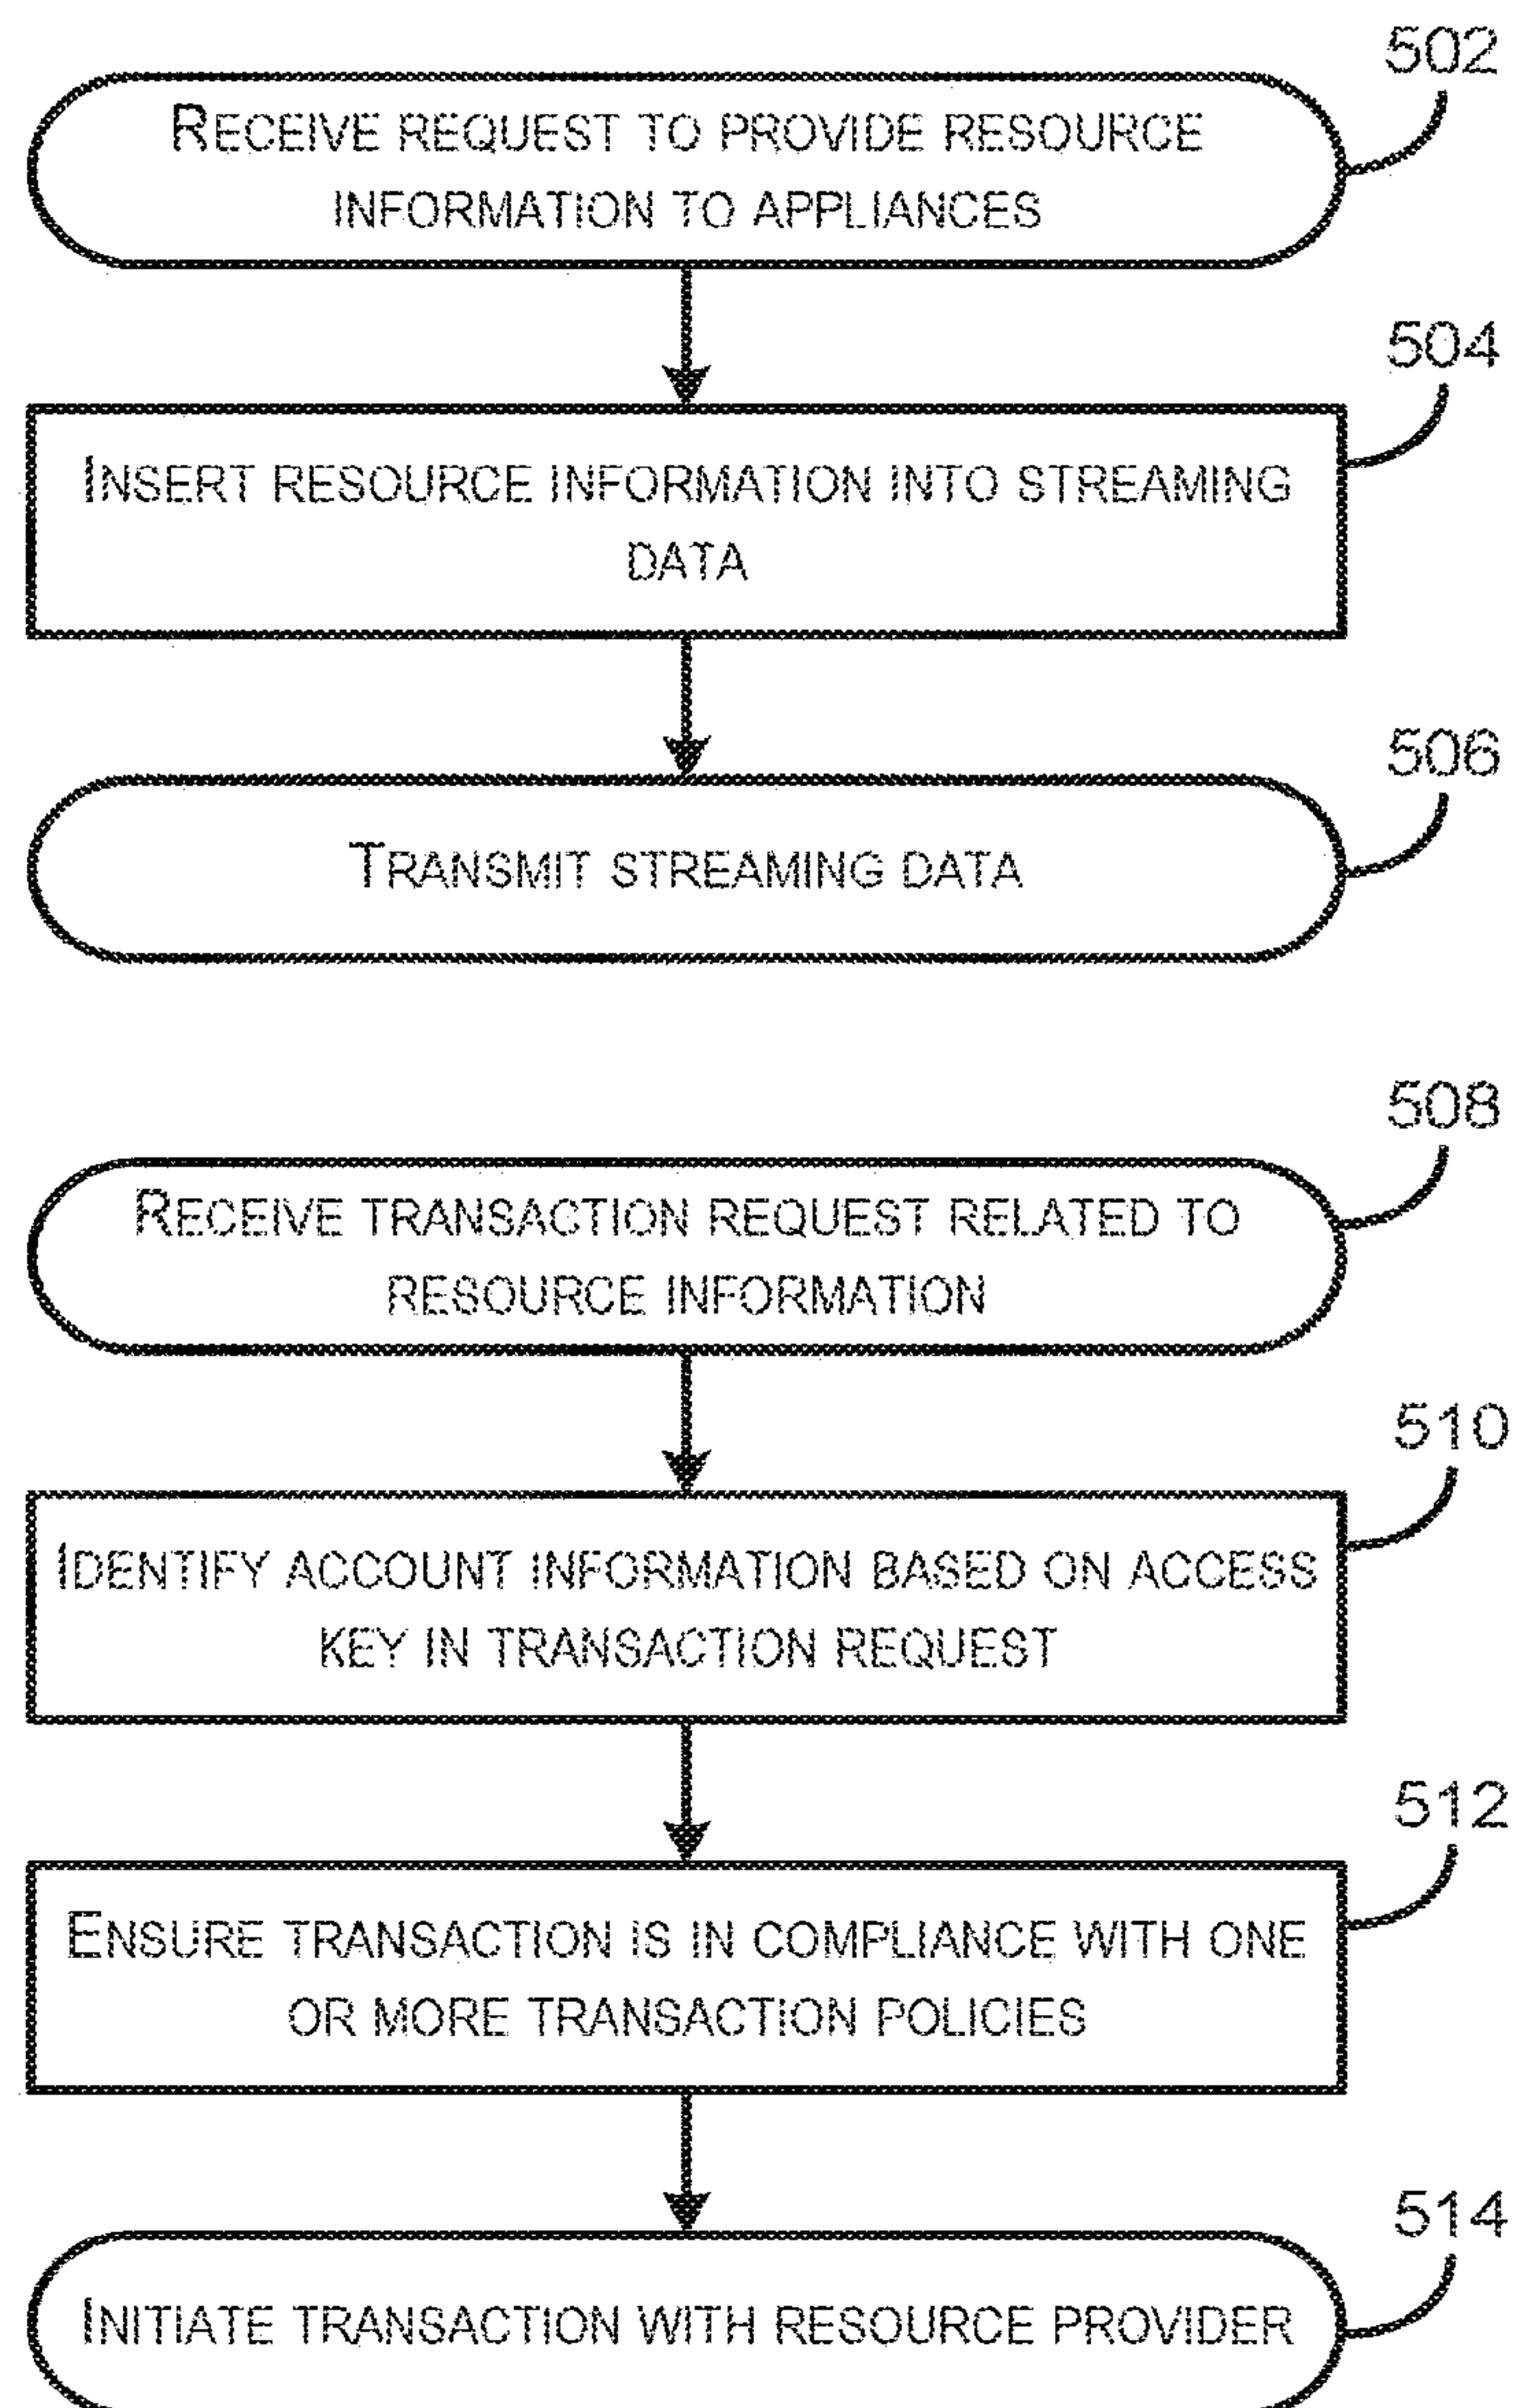 502
RECEIVE REQUEST TO PROVIDE RESOURCE
INFORMATION TO APPLIANCES
504
INSERT RESOURCE INFORMATION INTO STREAMING
DATA
506
TRANSMIT STREAMING DATA
508
RECEIVE TRANSACTION REQUEST RELATED TO
RESOURCE INFORMATION
510
IDENTIFY ACCOUNT INFORMATION BASED ON ACCESS
KEY IN TRANSACTION REQUEST
512
ENSURE TRANSACTION IS IN COMPLIANCE WITH ONE
OR MORE TRANSACTION POLICIES
514
INITIATE TRANSACTION WITH RESOURCE PROVIDER